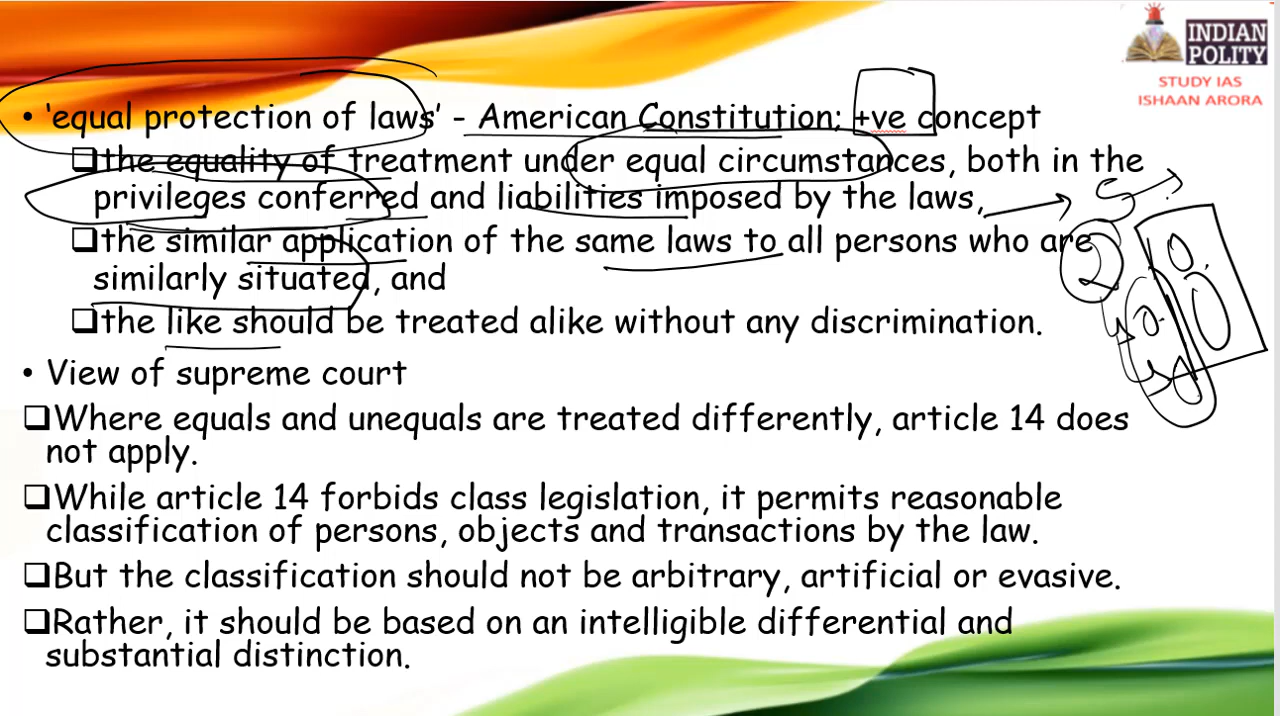 INDIAN
POLITY
STUDY IAS
ISHAAN ARORA
• 'equal protection of laws' - American Constitution; +ve concept
❑the equality of treatment under equal circumstances, both in the
privileges conferred and liabilities imposed by the laws,
❑the similar application of the same laws to all persons who are
similarly situated, and
❑the like should be treated alike without any discrimination.
• View of supreme court
❑Where equals and unequals are treated differently, article 14 does
not apply.
❑While article 14 forbids class legislation, it permits reasonable
classification of persons, objects and transactions by the law.
❑But the classification should not be arbitrary, artificial or evasive.
❑Rather, it should be based on an intelligible differential and
substantial distinction.